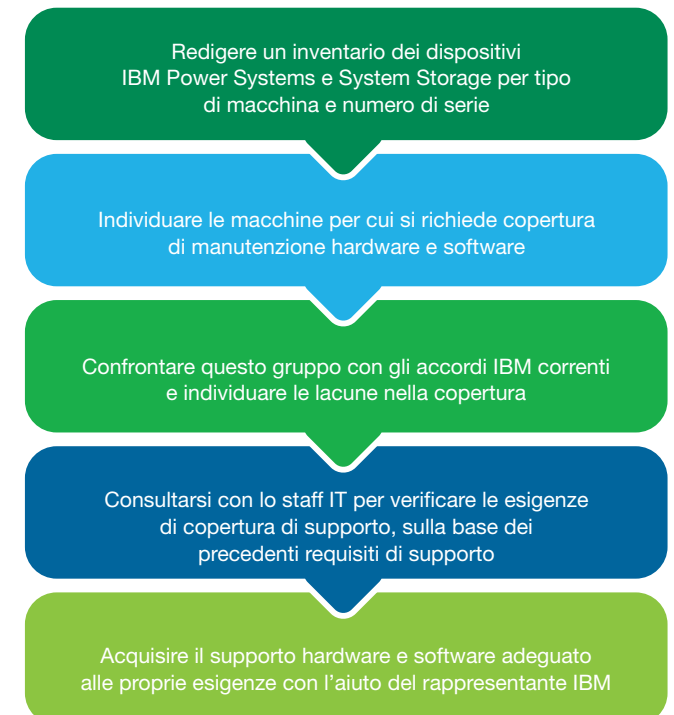 Redigere un inventario dei dispositivi
IBM Power Systems e System Storage per tipo
di macchina e numero di serie
Individuare le macchine per cui si richiede copertura
di manutenzione hardware e software
Confrontare questo gruppo con gli accordi IBM correnti
e individuare le lacune nella copertura
Consultarsi con lo staff IT per verificare le esigenze
di copertura di supporto, sulla base dei
precedenti requisiti di supporto
Acquisire il supporto hardware e software adeguato
alle proprie esigenze con l’aiuto del rappresentante IBM